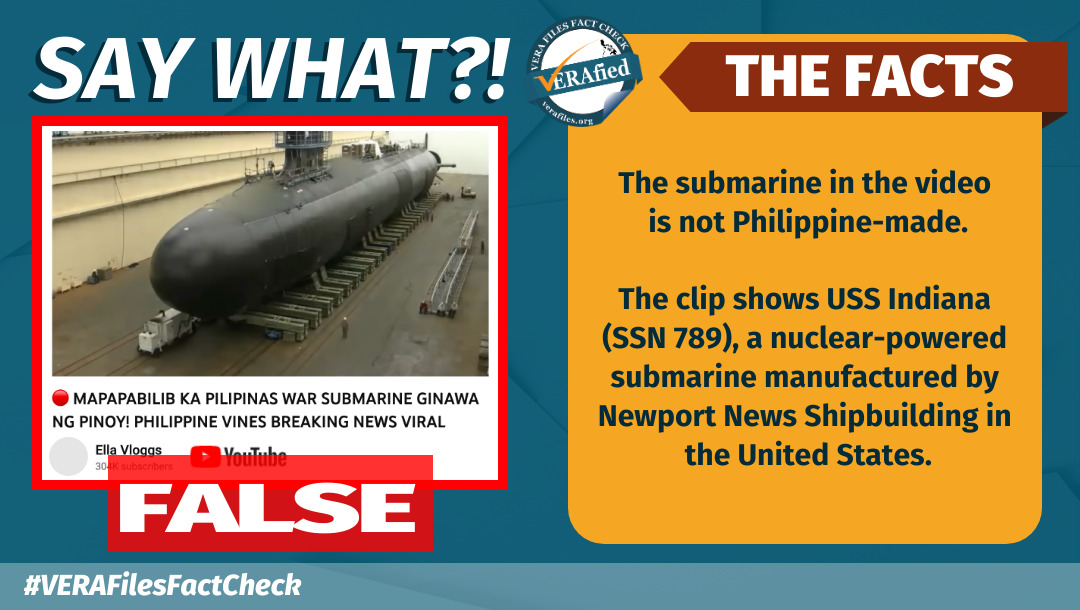 SAY WHAT?!
VERA FILES FACT CHECK
VERAfied
verafiles.org
THE FACTS
MAPAPABILIB KA PILIPINAS WAR SUBMARINE GINAWA
NG PINOY! PHILIPPINE VINES BREAKING NEWS VIRAL
Ella Vloggs
304K subscribers
YouTube
FALSE
The submarine in the video
is not Philippine-made.
The clip shows USS Indiana
(SSN 789), a nuclear-powered
submarine manufactured by
Newport News Shipbuilding in
the United States.
#VERAFilesFactCheck